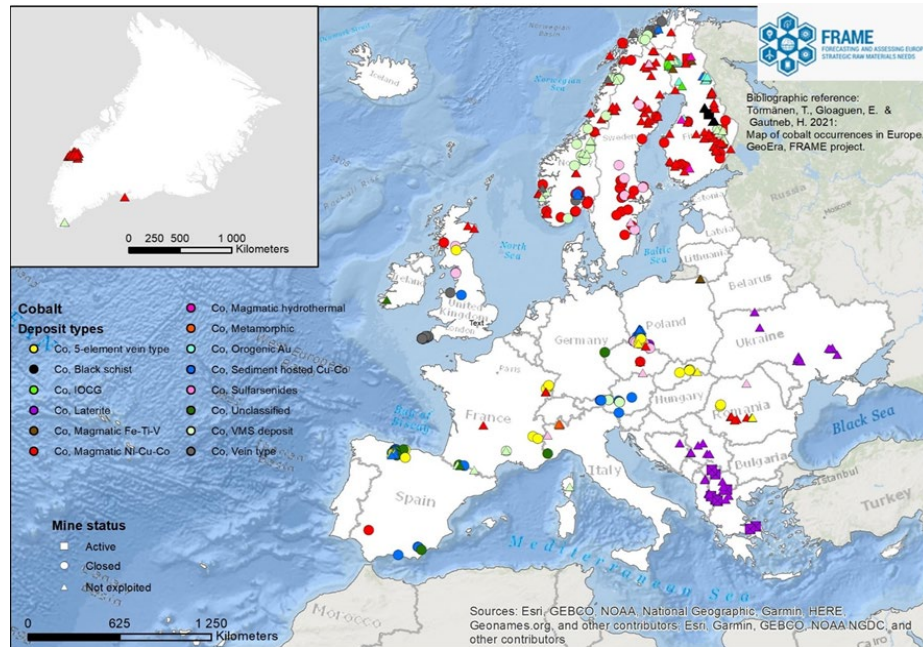 FRAME
FORECASTING AND ASSESSING EUROPE
STRATEGIC RAW MATERIALS NEEDS
Bibliographic reference:
Törmänen, T., Gloaguen, E. &
Gautneb, H. 2021:
Map of cobalt occurrences in Europe.
GeoEra, FRAME project.
0 250 500 1 000
Kilometers
Iceland
Norwegian
Basin
Norwegian
Sea
Sweden
Russia
Moscow
Estonia
Latvia
Lithuania
Baltic
Sea
Belarus
North
Sea
Ireland
United
Kingdom
London
Text
Germany
Poland
Ukraine
Paris
France
Hungary
Romania
Bay of
Biscay
Black Sea
Bulgaria
Istanbul
Turkey
Italy
Spain
Mediterranean Sea
Morocco
Cairo
Cobalt
Deposit types
Co, 5-element vein type
Co, Black schist
Co, IOCG
Co, Laterite
Co, Magmatic Fe-Ti-V
Co, Magmatic Ni-Cu-Co
Co, Magmatic hydrothermal
Co, Metamorphic
Co, Orogenic Au
Co, Sediment hosted Cu-Co
Co, Sulfarsenides
Co, Unclassified
Co, VMS deposit
Co, Vein type
Mine status
Active
Closed
Not exploited
0 625 1 250
Kilometers
Sources: Esri, GEBCO, NOAA, National Geographic, Garmin, HERE,
Geonames.org, and other contributors, Esri, Garmin, GEBCO, NOAA NGDC, and
other contributors